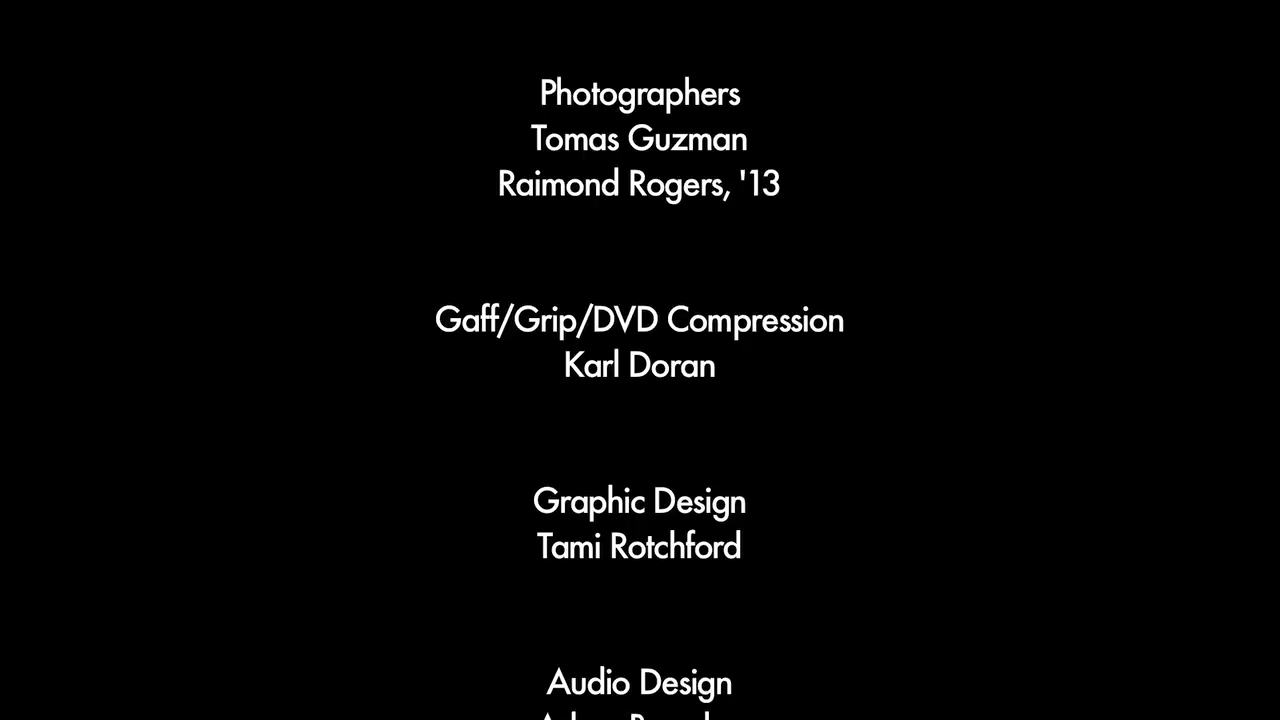 Photographers
Tomas Guzman
Raimond Rogers, '13
Gaff/Grip/DVD Compression
Karl Doran
Graphic Design
Tami Rotchford
Audio Design